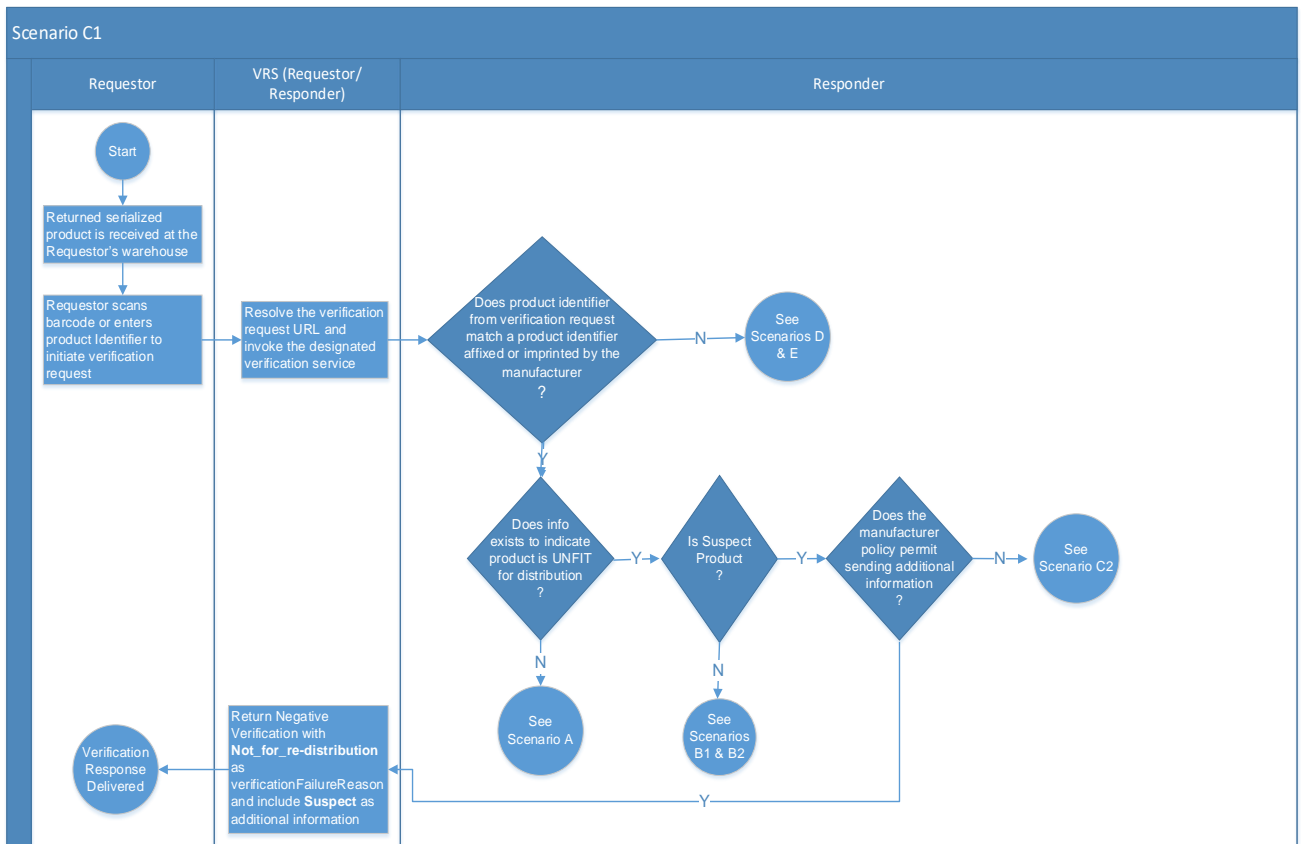 Scenario C1
Requestor
VRS (Requestor/
Responder)
Responder
Start
Returned serialized
product is received at the
Requestor's warehouse
Requestor scans
barcode or enters
product Identifier to
initiate verification
request
Resolve the verification
request URL and
invoke the designated
verification service
Does product identifier
from verification request
match a product identifier
affixed or imprinted by the
manufacturer
?
N
See
Scenarios D
& E
Y
Does info
exists to indicate
product is UNFIT
for distribution
?
Y
Is Suspect
Product
?
Y
Does the
manufacturer
policy permit
sending additional
information
?
N
See
Scenario C2
N
See
Scenario A
N
See
Scenarios
B1 & B2
Y
Return Negative
Verification with
Not_for_re-distribution
as
verificationFailureReason
and include Suspect as
additional information
Verification
Response
Delivered